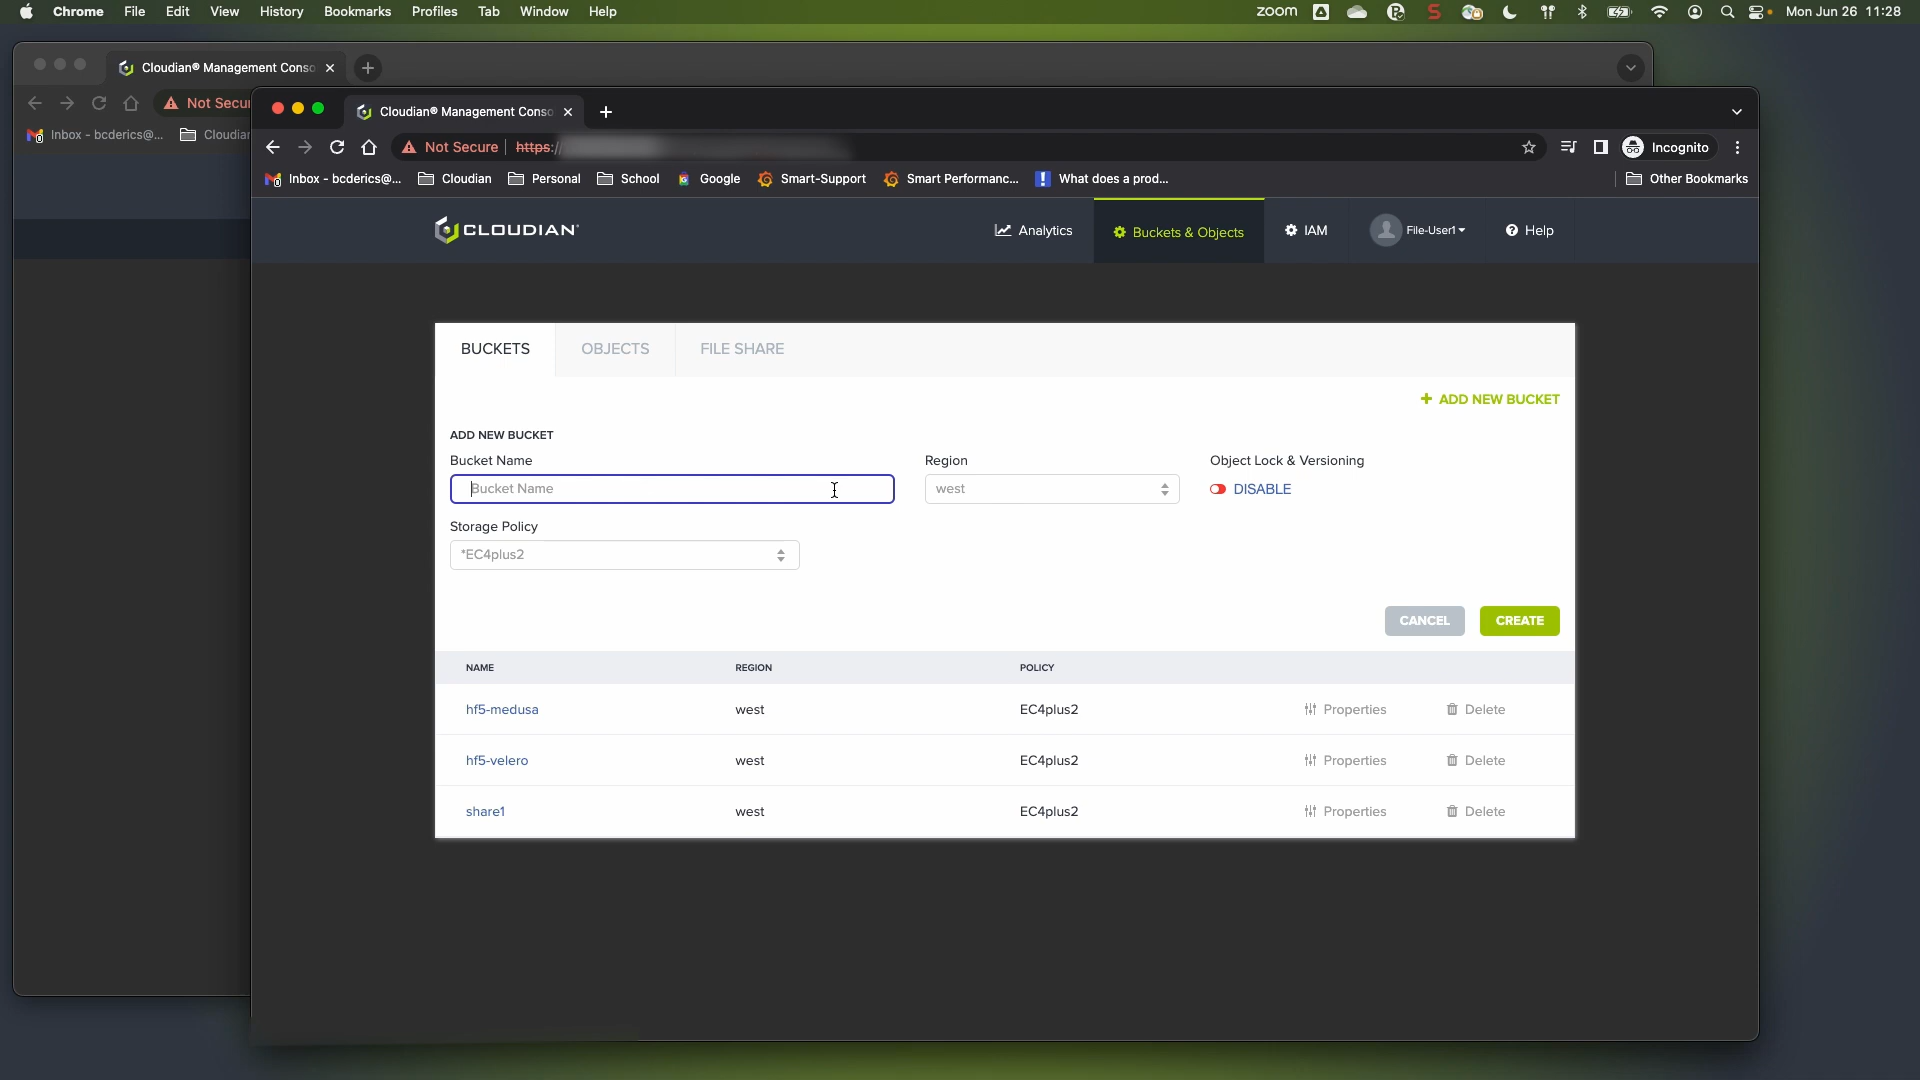 Chrome File Edit View History Bookmarks Profiles Tab Window Help zoom Mon Jun 26 11:28
Cloudian® Management Conso
Not Secu
Inbox - bcderics@... Cloudian
Cloudian® Management Conso
Not Secure https:/
Incognito
Inbox - bcderics@... Cloudian Personal School Google Smart-Support Smart Performanc... What does a prod... Other Bookmarks
CLOUDIAN Analytics Buckets & Objects IAM File-User1 Help
BUCKETS OBJECTS FILE SHARE
+ ADD NEW BUCKET
ADD NEW BUCKET
Bucket Name Region Object Lock & Versioning
Bucket Name west DISABLE
Storage Policy
*EC4plus2
CANCEL CREATE
NAME REGION POLICY
hf5-medusa west EC4plus2 Properties Delete
hf5-velero west EC4plus2 Properties Delete
share1 west EC4plus2 Properties Delete